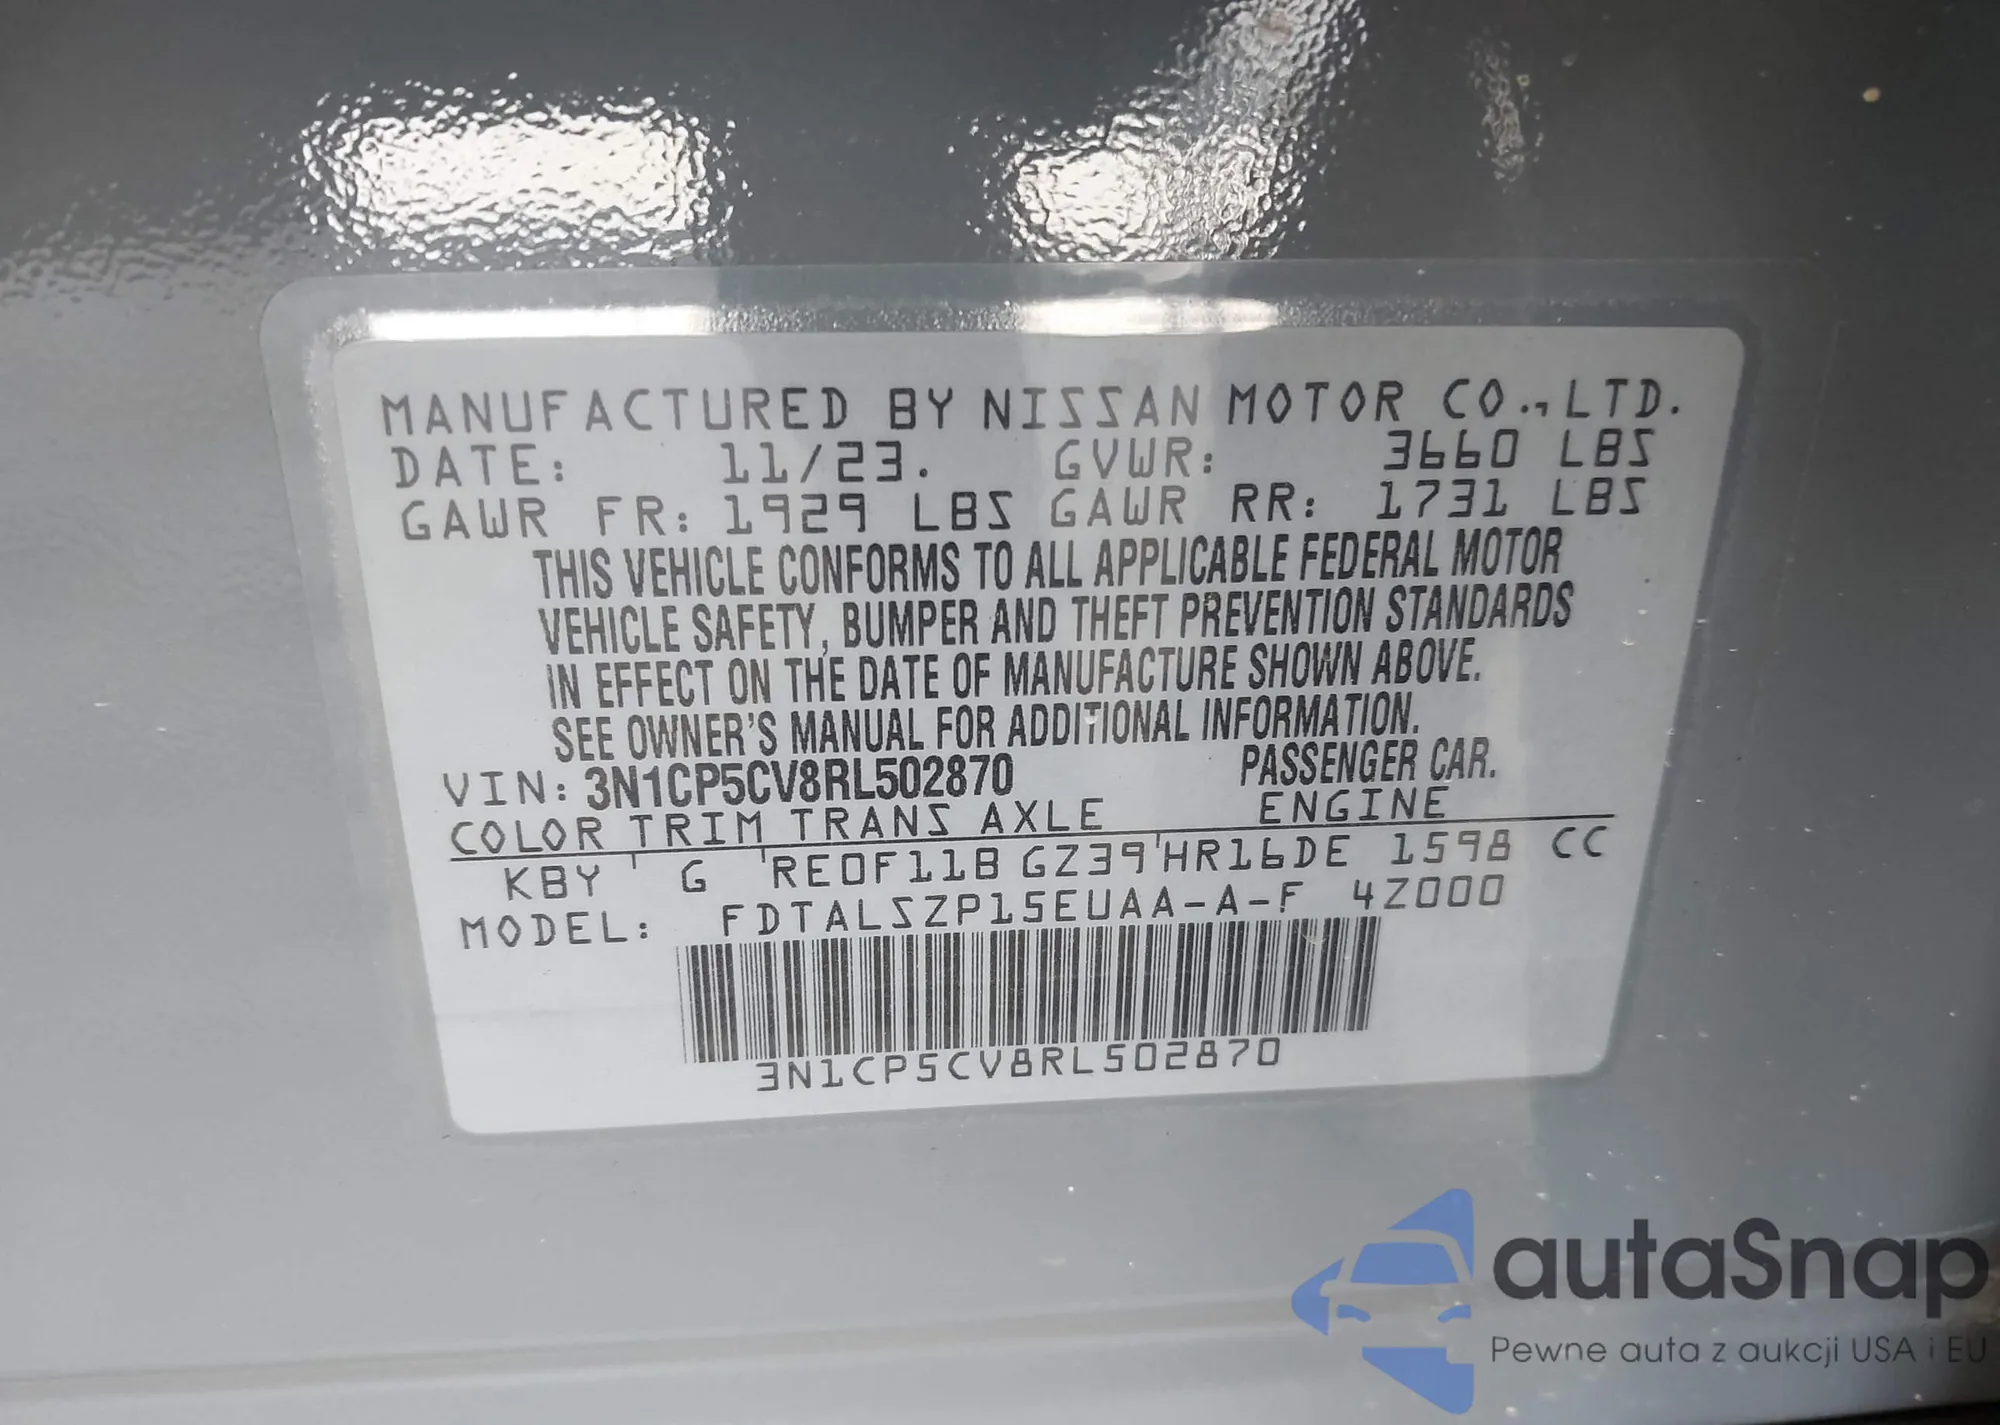 MANUFACTURED BY NISSAN MOTOR CO.,LTD.
DATE: 11/23. GVWR: 3660 LBS
GAWR FR: 1929 LBS GAWR RR: 1731 LBS
THIS VEHICLE CONFORMS TO ALL APPLICABLE FEDERAL MOTOR
VEHICLE SAFETY, BUMPER AND THEFT PREVENTION STANDARDS
IN EFFECT ON THE DATE OF MANUFACTURE SHOWN ABOVE.
SEE OWNER'S MANUAL FOR ADDITIONAL INFORMATION.
VIN: 3N1CP5CV8RL502870 PASSENGER CAR.
COLOR TRIM TRANS AXLE ENGINE
KBY G RE0F11B GZ39 HR16DE 1598 CC
MODEL: FDTALSZP15EUAA-A-F 4Z000
3N1CP5CV8RL502870
autaSnap
Pewne auta z aukcji USA i EU